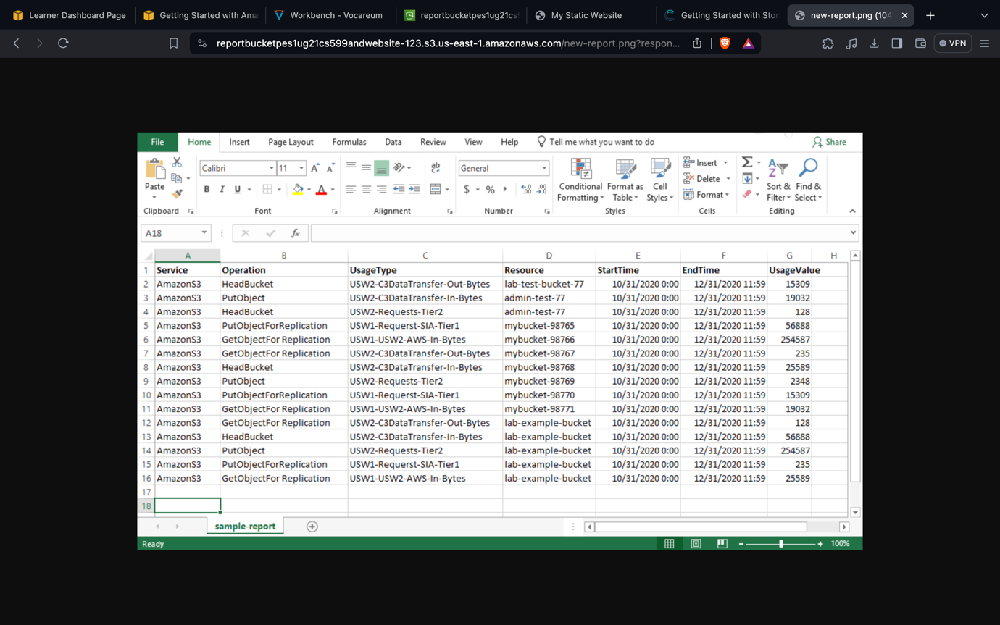 Learner Dashboard Page
Getting Started with Ama
Workbench - Vocareum
reportbucketpes1ug21cs
My Static Website
Getting Started with Stor
new-report.png (104
reportbucketpes1ug21cs599andwebsite-123.s3.us-east-1.amazonaws.com/new-report.png?respon...
VPN
File Home Insert Page Layout Formulas Data Review View Help Tell me what you want to do Share
Paste
Calibri 11
General
B I U
$ % ,
Conditional Formatting
Format as Table
Cell Styles
Insert
Delete
Format
Sort & Filter
Find & Select
Clipboard Font Alignment Number Styles Cells Editing
A18 fx
A B C D E F G H
1 Service Operation UsageType Resource StartTime EndTime UsageValue
2 AmazonS3 HeadBucket USW2-C3DataTransfer-Out-Bytes lab-test-bucket-77 10/31/2020 0:00 12/31/2020 11:59 15309
3 AmazonS3 PutObject USW2-C3DataTransfer-In-Bytes admin-test-77 10/31/2020 0:00 12/31/2020 11:59 19032
4 AmazonS3 HeadBucket USW2-Requests-Tier2 admin-test-77 10/31/2020 0:00 12/31/2020 11:59 128
5 AmazonS3 PutObjectForReplication USW1-Requerst-SIA-Tier1 mybucket-98765 10/31/2020 0:00 12/31/2020 11:59 56888
6 AmazonS3 GetObjectFor Replication USW1-USW2-AWS-In-Bytes mybucket-98766 10/31/2020 0:00 12/31/2020 11:59 254587
7 AmazonS3 GetObjectFor Replication USW2-C3DataTransfer-Out-Bytes mybucket-98767 10/31/2020 0:00 12/31/2020 11:59 235
8 AmazonS3 HeadBucket USW2-C3DataTransfer-In-Bytes mybucket-98768 10/31/2020 0:00 12/31/2020 11:59 25589
9 AmazonS3 PutObject USW2-Requests-Tier2 mybucket-98769 10/31/2020 0:00 12/31/2020 11:59 2348
10 AmazonS3 PutObjectForReplication USW1-Requerst-SIA-Tier1 mybucket-98770 10/31/2020 0:00 12/31/2020 11:59 15309
11 AmazonS3 GetObjectFor Replication USW1-USW2-AWS-In-Bytes mybucket-98771 10/31/2020 0:00 12/31/2020 11:59 19032
12 AmazonS3 GetObjectFor Replication USW2-C3DataTransfer-Out-Bytes lab-example-bucket 10/31/2020 0:00 12/31/2020 11:59 128
13 AmazonS3 HeadBucket USW2-C3DataTransfer-In-Bytes lab-example-bucket 10/31/2020 0:00 12/31/2020 11:59 56888
14 AmazonS3 PutObject USW2-Requests-Tier2 lab-example-bucket 10/31/2020 0:00 12/31/2020 11:59 254587
15 AmazonS3 PutObjectForReplication USW1-Requerst-SIA-Tier1 lab-example-bucket 10/31/2020 0:00 12/31/2020 11:59 235
16 AmazonS3 GetObjectFor Replication USW1-USW2-AWS-In-Bytes lab-example-bucket 10/31/2020 0:00 12/31/2020 11:59 25589
17
18
sample-report
Ready 100%